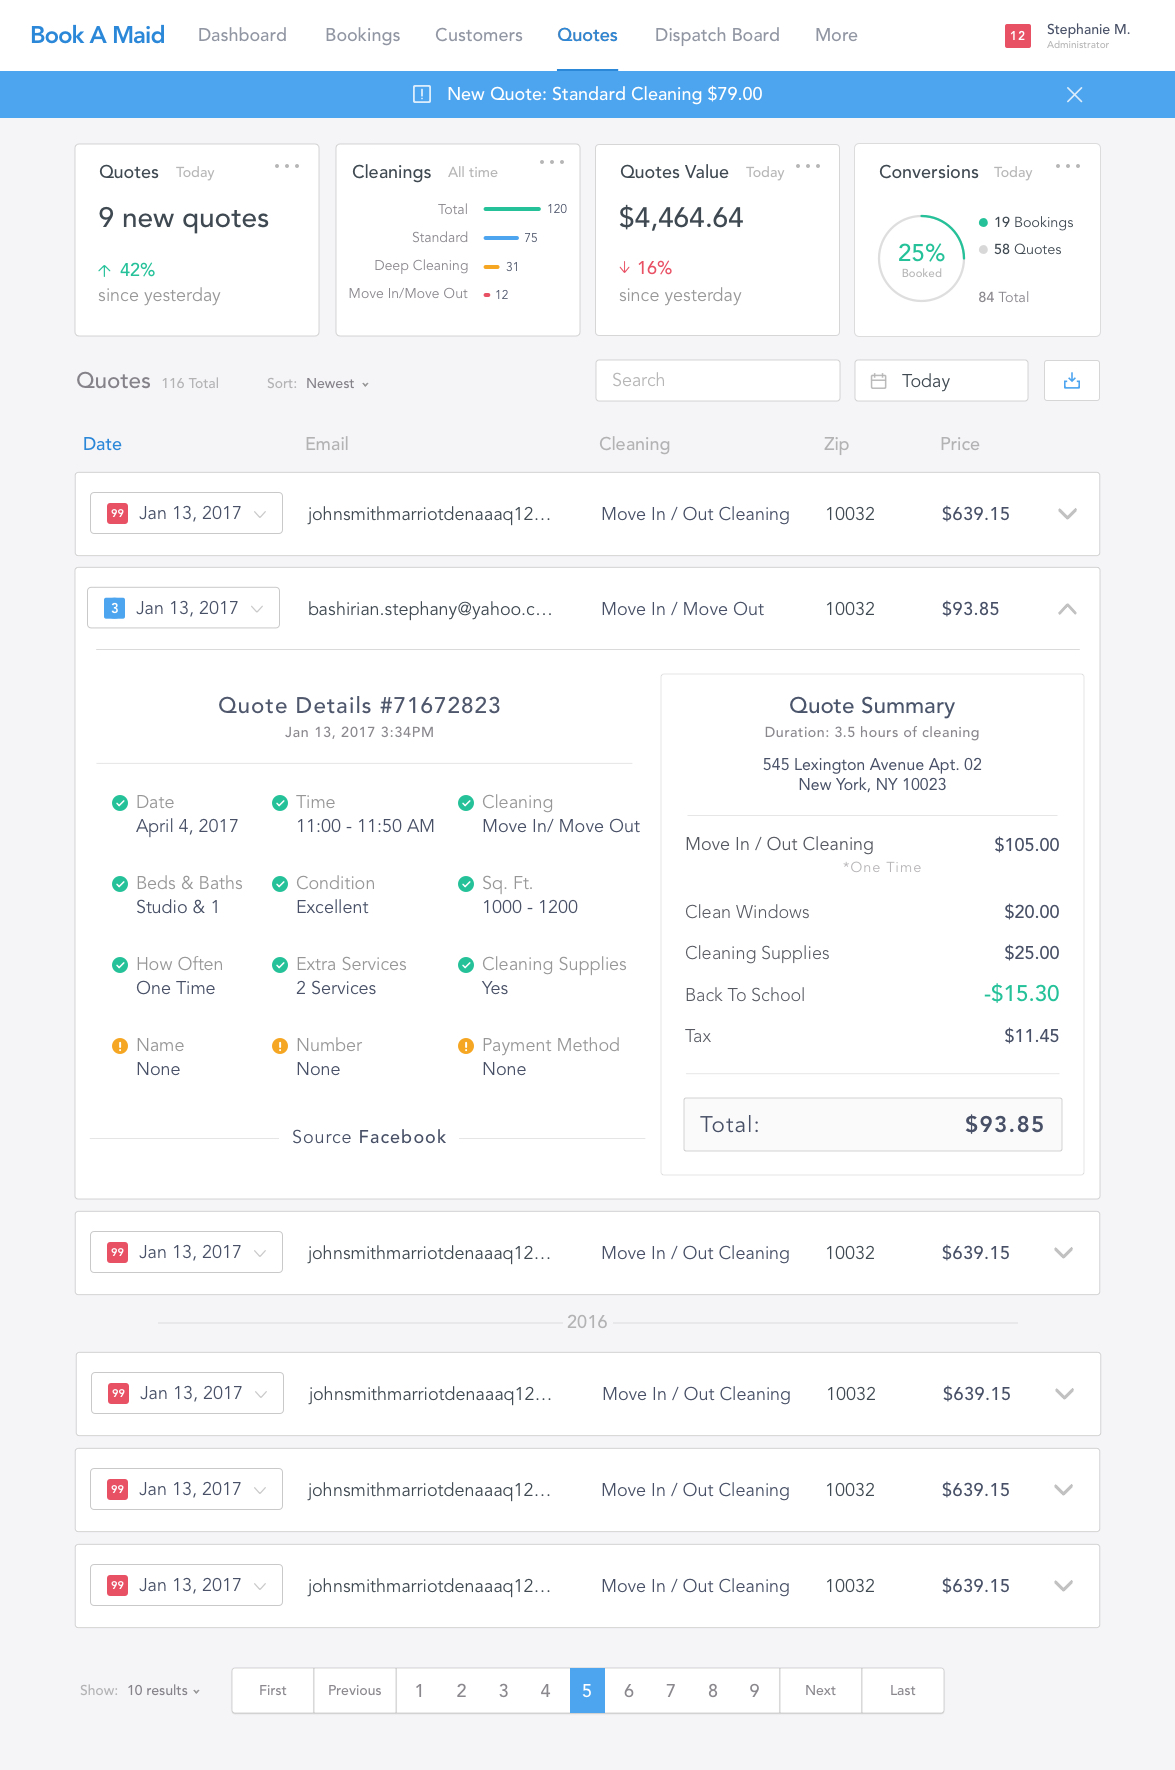 Book A Maid Dashboard Bookings Customers Quotes Dispatch Board More 12 Stephanie M.
Administrator
New Quote: Standard Cleaning $79.00
Quotes Today
9 new quotes
42%
since yesterday
Cleanings All time
Total 120
Standard 75
Deep Cleaning 31
Move In/Move Out 12
Quotes Value Today
$4,464.64
16%
since yesterday
Conversions Today
25%
Booked
19 Bookings
58 Quotes
84 Total
Quotes 116 Total Sort: Newest Search Today
Date Email Cleaning Zip Price
99 Jan 13, 2017 johnsmithmarriotdenaaaq12... Move In / Out Cleaning 10032 $639.15
3 Jan 13, 2017 bashirian.stephany@yahoo.c... Move In / Move Out 10032 $93.85
Quote Details #71672823
Jan 13, 2017 3:34PM
Date Time Cleaning
April 4, 2017 11:00 - 11:50 AM Move In/ Move Out
Beds & Baths Condition Sq. Ft.
Studio & 1 Excellent 1000 - 1200
How Often Extra Services Cleaning Supplies
One Time 2 Services Yes
Name Number Payment Method
None None None
Source Facebook
Quote Summary
Duration: 3.5 hours of cleaning
545 Lexington Avenue Apt. 02
New York, NY 10023
Move In / Out Cleaning $105.00
*One Time
Clean Windows $20.00
Cleaning Supplies $25.00
Back To School -$15.30
Tax $11.45
Total: $93.85
99 Jan 13, 2017 johnsmithmarriotdenaaaq12... Move In / Out Cleaning 10032 $639.15
2016
99 Jan 13, 2017 johnsmithmarriotdenaaaq12... Move In / Out Cleaning 10032 $639.15
99 Jan 13, 2017 johnsmithmarriotdenaaaq12... Move In / Out Cleaning 10032 $639.15
99 Jan 13, 2017 johnsmithmarriotdenaaaq12... Move In / Out Cleaning 10032 $639.15
Show: 10 results First Previous 1 2 3 4 5 6 7 8 9 Next Last